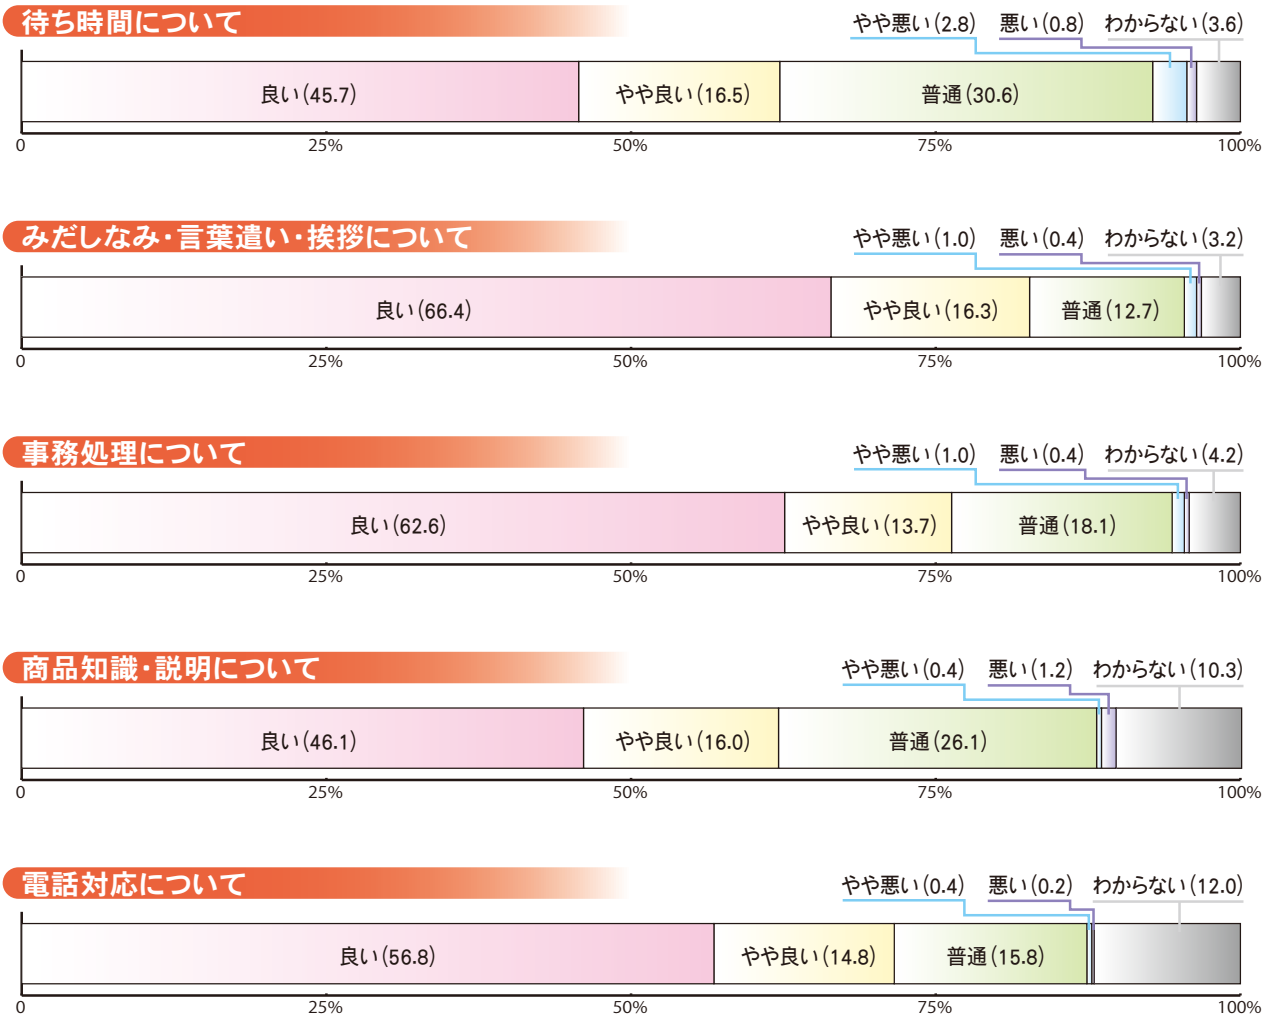 待ち時間について
やや悪い(2.8) 悪い(0.8) わからない(3.6)
良い(45.7) やや良い(16.5) 普通(30.6)
0 25% 50% 75% 100%
みだしなみ・言葉遣い・挨拶について
やや悪い(1.0) 悪い(0.4) わからない(3.2)
良い(66.4) やや良い(16.3) 普通(12.7)
0 25% 50% 75% 100%
事務処理について
やや悪い(1.0) 悪い(0.4) わからない(4.2)
良い(62.6) やや良い(13.7) 普通(18.1)
0 25% 50% 75% 100%
商品知識・説明について
やや悪い(0.4) 悪い(1.2) わからない(10.3)
良い(46.1) やや良い(16.0) 普通(26.1)
0 25% 50% 75% 100%
電話対応について
やや悪い(0.4) 悪い(0.2) わからない(12.0)
良い(56.8) やや良い(14.8) 普通(15.8)
0 25% 50% 75% 100%